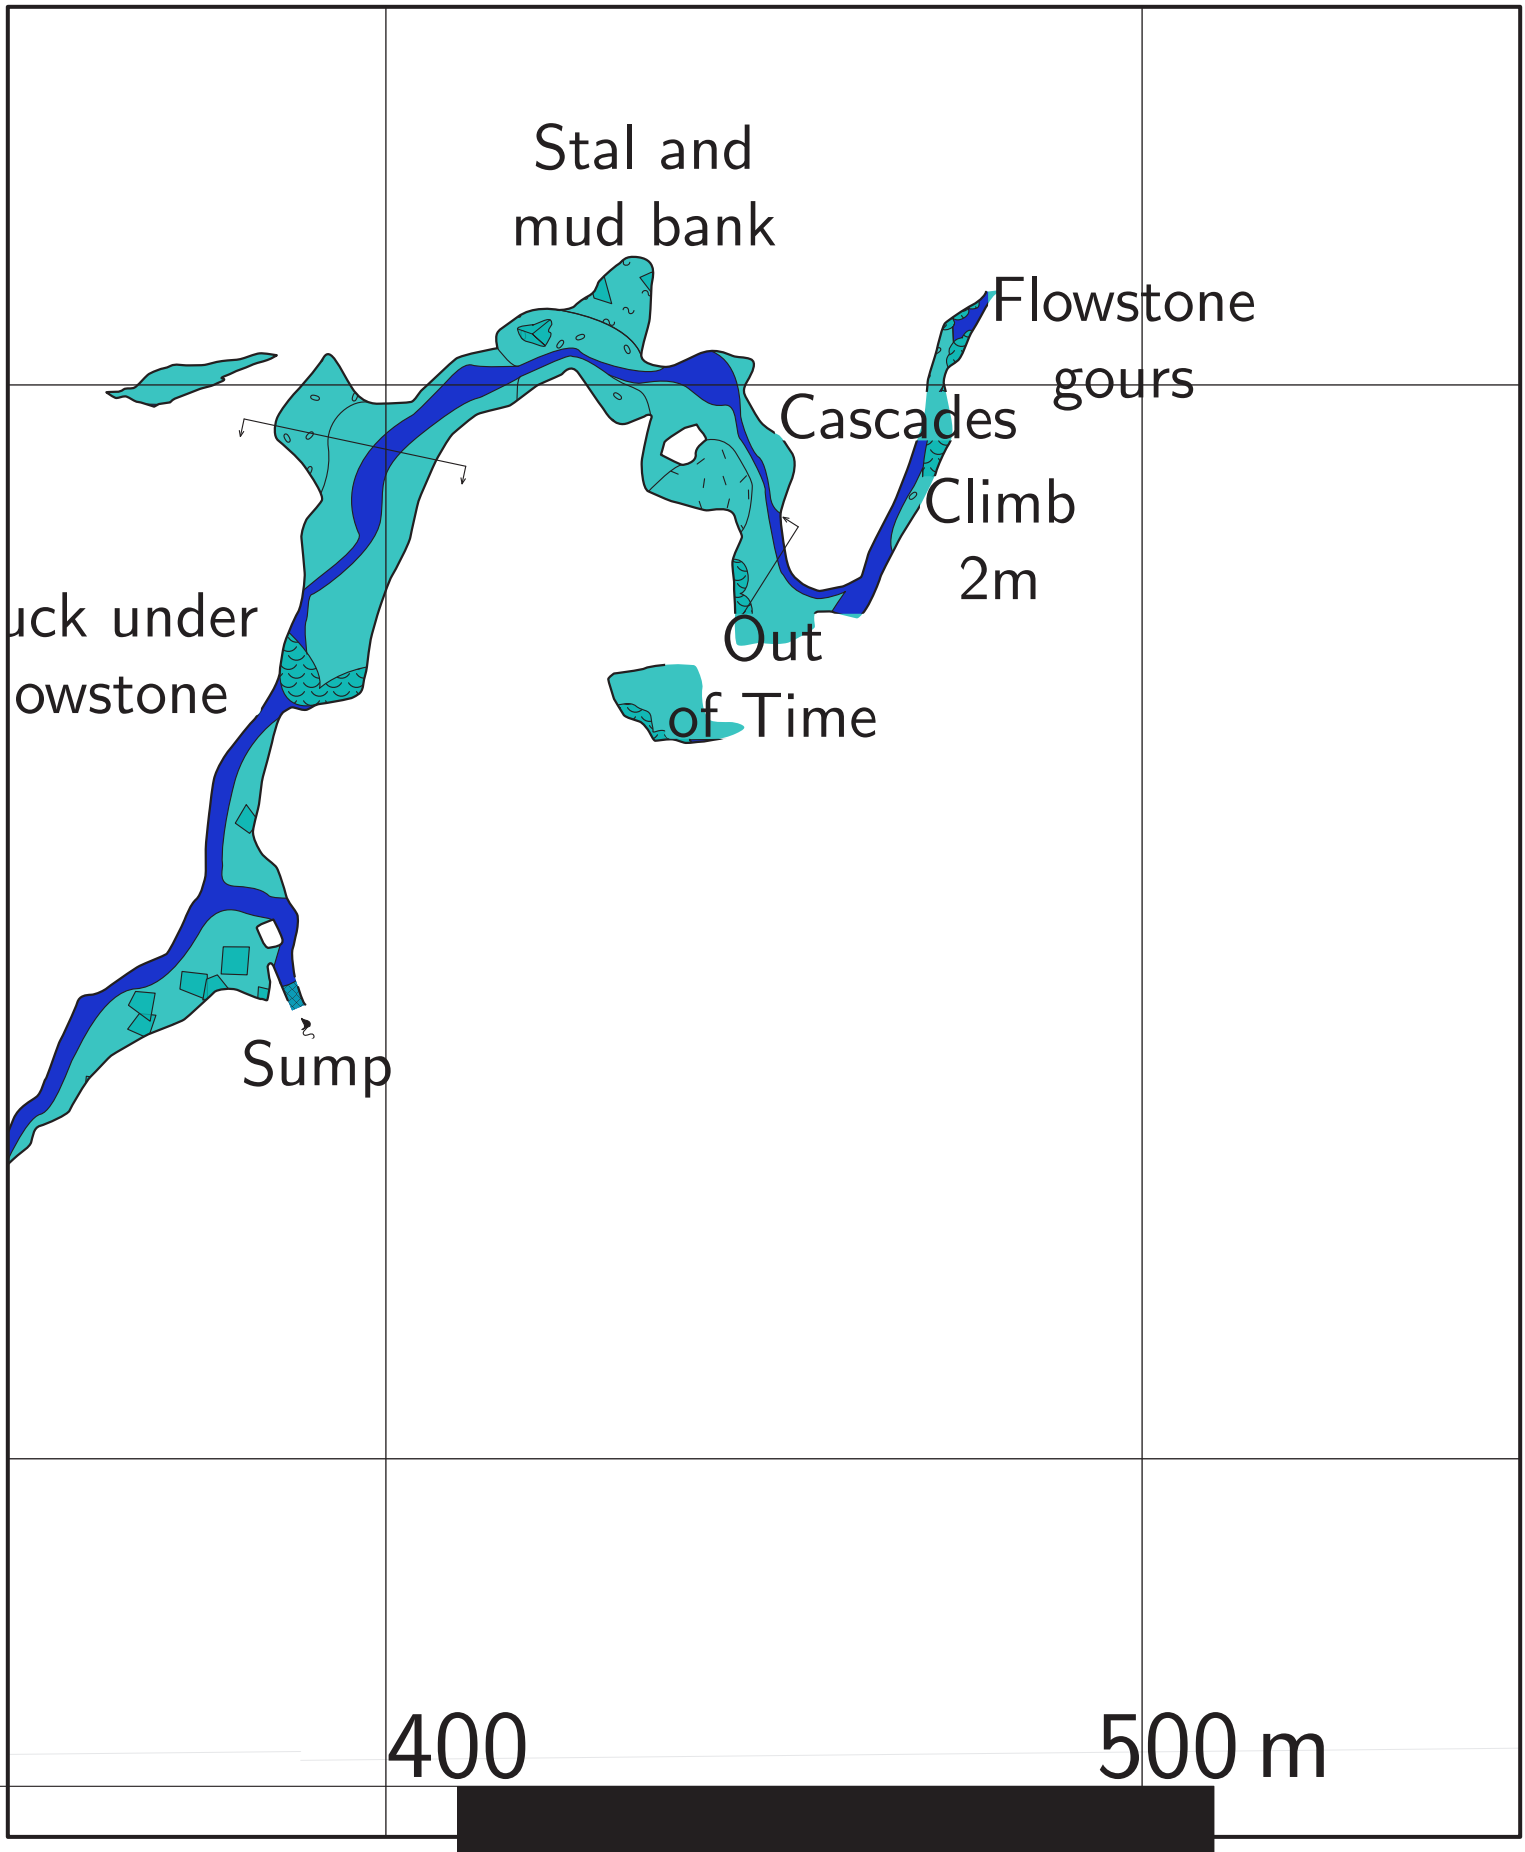 Stal and
mud bank
Flowstone
gours
Cascades
Climb
2m
uck under
owstone
Out
of Time
Sump
400
500 m